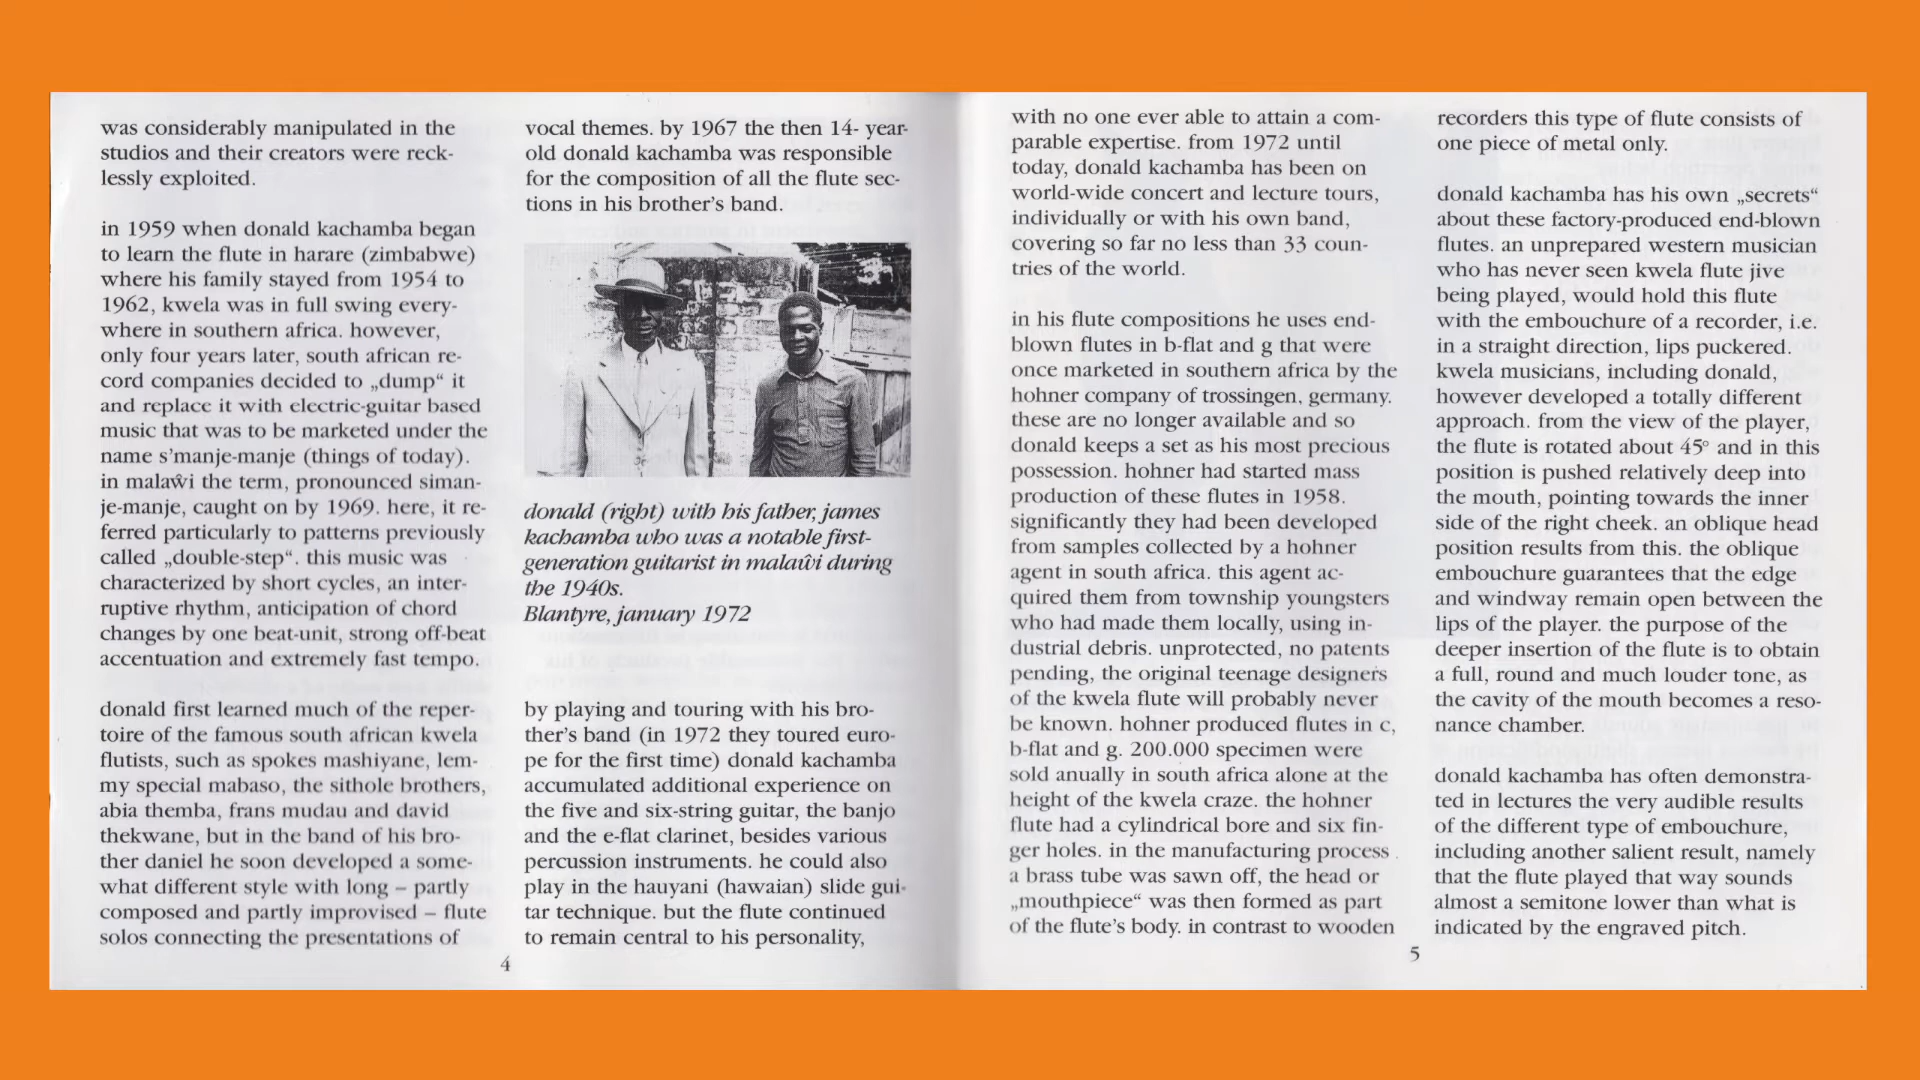 was considerably manipulated in the
studios and their creators were reck-
lessly exploited.
in 1959 when donald kachamba began
to learn the flute in harare (zimbabwe)
where his family stayed from 1954 to
1962, kwela was in full swing every-
where in southern africa. however,
only four years later, south african re-
cord companies decided to „dump“ it
and replace it with electric-guitar based
music that was to be marketed under the
name s'manje-manje (things of today).
in malaŵi the term, pronounced siman-
je-manje, caught on by 1969. here, it re-
ferred particularly to patterns previously
called „double-step“. this music was
characterized by short cycles, an inter-
ruptive rhythm, anticipation of chord
changes by one beat-unit, strong off-beat
accentuation and extremely fast tempo.
donald first learned much of the reper-
toire of the famous south african kwela
flutists, such as spokes mashiyane, lem-
my special mabaso, the sithole brothers,
abia themba, frans mudau and david
thekwane, but in the band of his bro-
ther daniel he soon developed a some-
what different style with long – partly
composed and partly improvised – flute
solos connecting the presentations of
vocal themes. by 1967 the then 14- year-
old donald kachamba was responsible
for the composition of all the flute sec-
tions in his brother's band.
donald (right) with his father, james
kachamba who was a notable first-
generation guitarist in malaŵi during
the 1940s.
Blantyre, january 1972
by playing and touring with his bro-
ther's band (in 1972 they toured euro-
pe for the first time) donald kachamba
accumulated additional experience on
the five and six-string guitar, the banjo
and the e-flat clarinet, besides various
percussion instruments. he could also
play in the hauyani (hawaian) slide gui-
tar technique. but the flute continued
to remain central to his personality,
4
with no one ever able to attain a com-
parable expertise. from 1972 until
today, donald kachamba has been on
world-wide concert and lecture tours,
individually or with his own band,
covering so far no less than 33 coun-
tries of the world.
in his flute compositions he uses end-
blown flutes in b-flat and g that were
once marketed in southern africa by the
hohner company of trossingen, germany.
these are no longer available and so
donald keeps a set as his most precious
possession. hohner had started mass
production of these flutes in 1958.
significantly they had been developed
from samples collected by a hohner
agent in south africa. this agent ac-
quired them from township youngsters
who had made them locally, using in-
dustrial debris. unprotected, no patents
pending, the original teenage designers
of the kwela flute will probably never
be known. hohner produced flutes in c,
b-flat and g. 200.000 specimen were
sold anually in south africa alone at the
height of the kwela craze. the hohner
flute had a cylindrical bore and six fin-
ger holes. in the manufacturing process
a brass tube was sawn off, the head or
„mouthpiece“ was then formed as part
of the flute's body. in contrast to wooden
recorders this type of flute consists of
one piece of metal only.
donald kachamba has his own „secrets“
about these factory-produced end-blown
flutes. an unprepared western musician
who has never seen kwela flute jive
being played, would hold this flute
with the embouchure of a recorder, i.e.
in a straight direction, lips puckered.
kwela musicians, including donald,
however developed a totally different
approach. from the view of the player,
the flute is rotated about 45° and in this
position is pushed relatively deep into
the mouth, pointing towards the inner
side of the right cheek. an oblique head
position results from this. the oblique
embouchure guarantees that the edge
and windway remain open between the
lips of the player. the purpose of the
deeper insertion of the flute is to obtain
a full, round and much louder tone, as
the cavity of the mouth becomes a reso-
nance chamber.
donald kachamba has often demonstra-
ted in lectures the very audible results
of the different type of embouchure,
including another salient result, namely
that the flute played that way sounds
almost a semitone lower than what is
indicated by the engraved pitch.
5